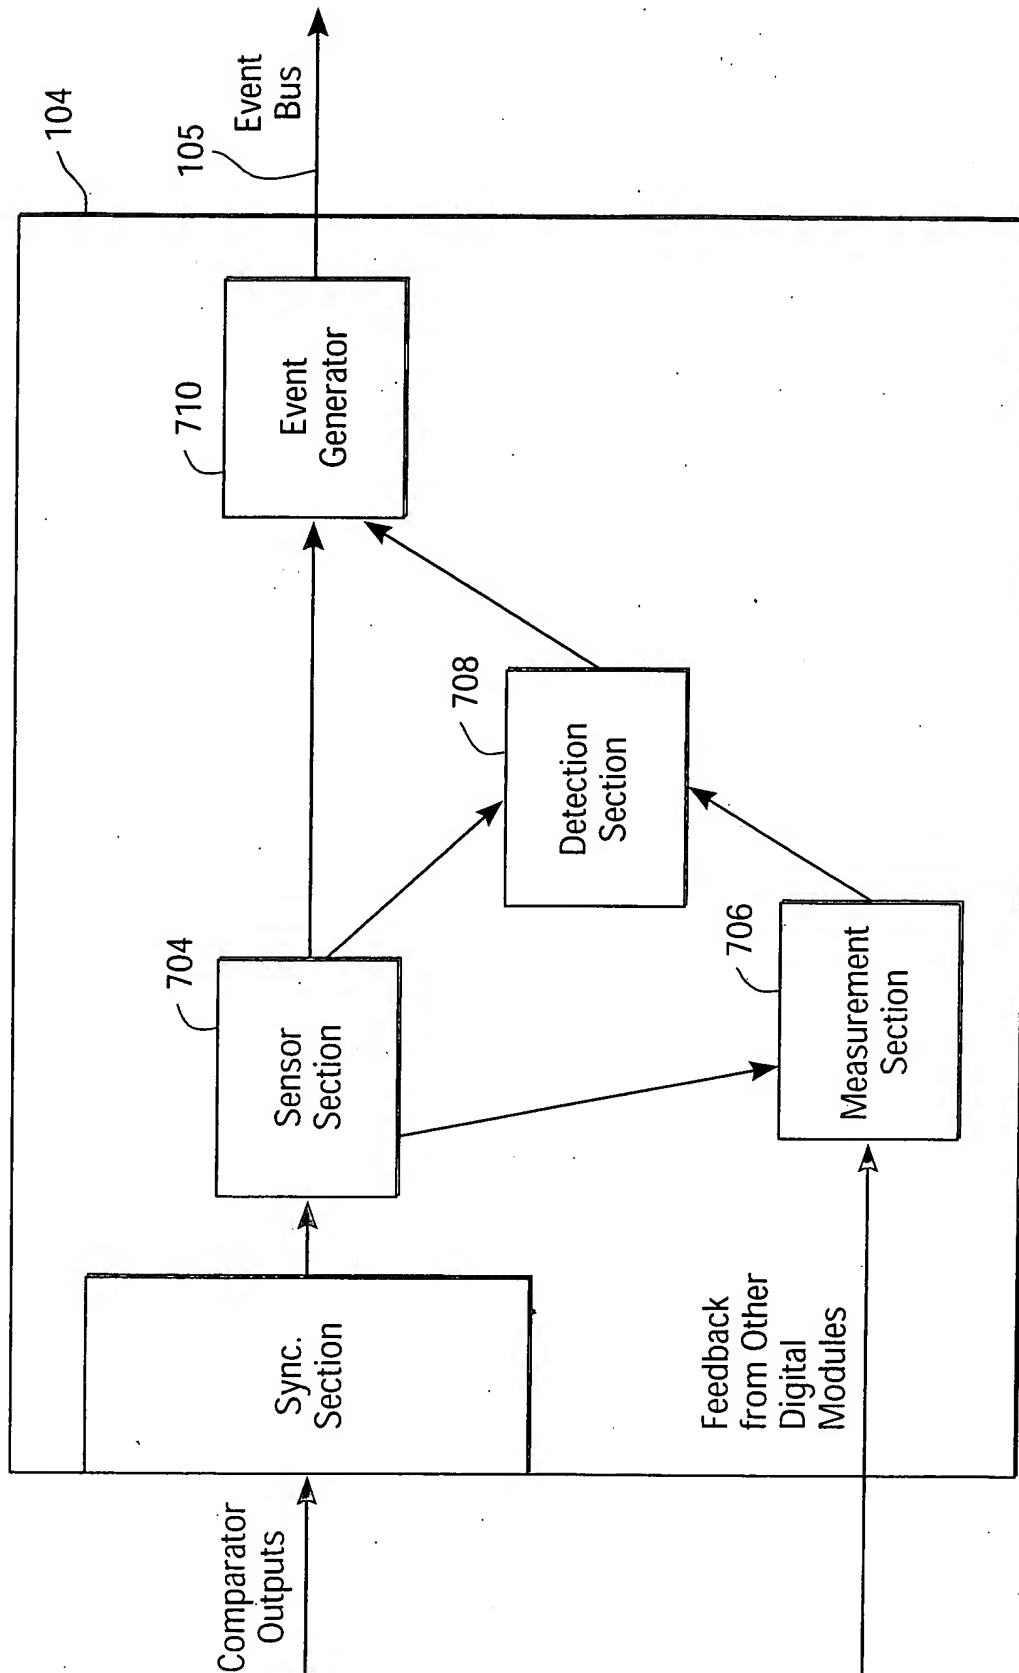 Comparator
Outputs
Sync.
Section
704
Sensor
Section
710
Event
Generator
104
105
Event
Bus
708
Detection
Section
706
Measurement
Section
Feedback
from Other
Digital
Modules